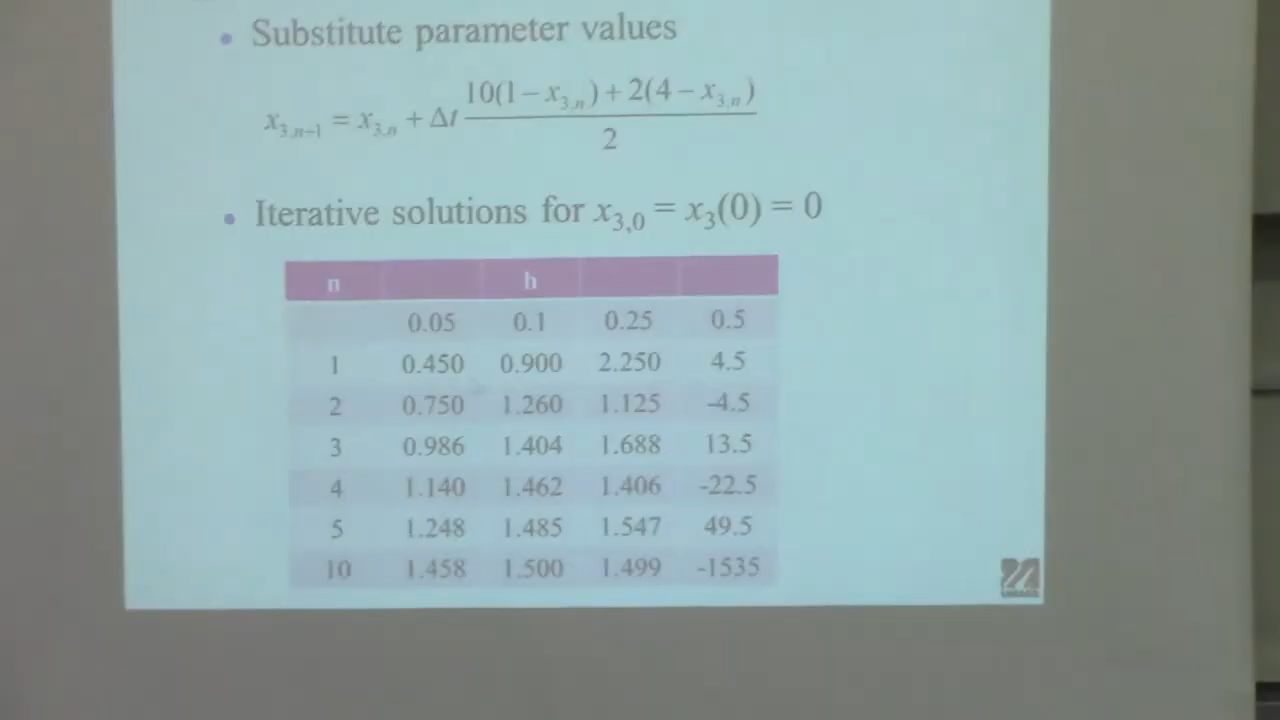 • Substitute parameter values
x3,n+1 = x3,n + Δt (10(1 − x3,n) + 2(4 − x3,n)) / 2
• Iterative solutions for x3,0 = x3(0) = 0
n h
0.05 0.1 0.25 0.5
1 0.450 0.900 2.250 4.5
2 0.750 1.260 1.125 -4.5
3 0.986 1.404 1.688 13.5
4 1.140 1.462 1.406 -22.5
5 1.248 1.485 1.547 49.5
10 1.458 1.500 1.499 -1535